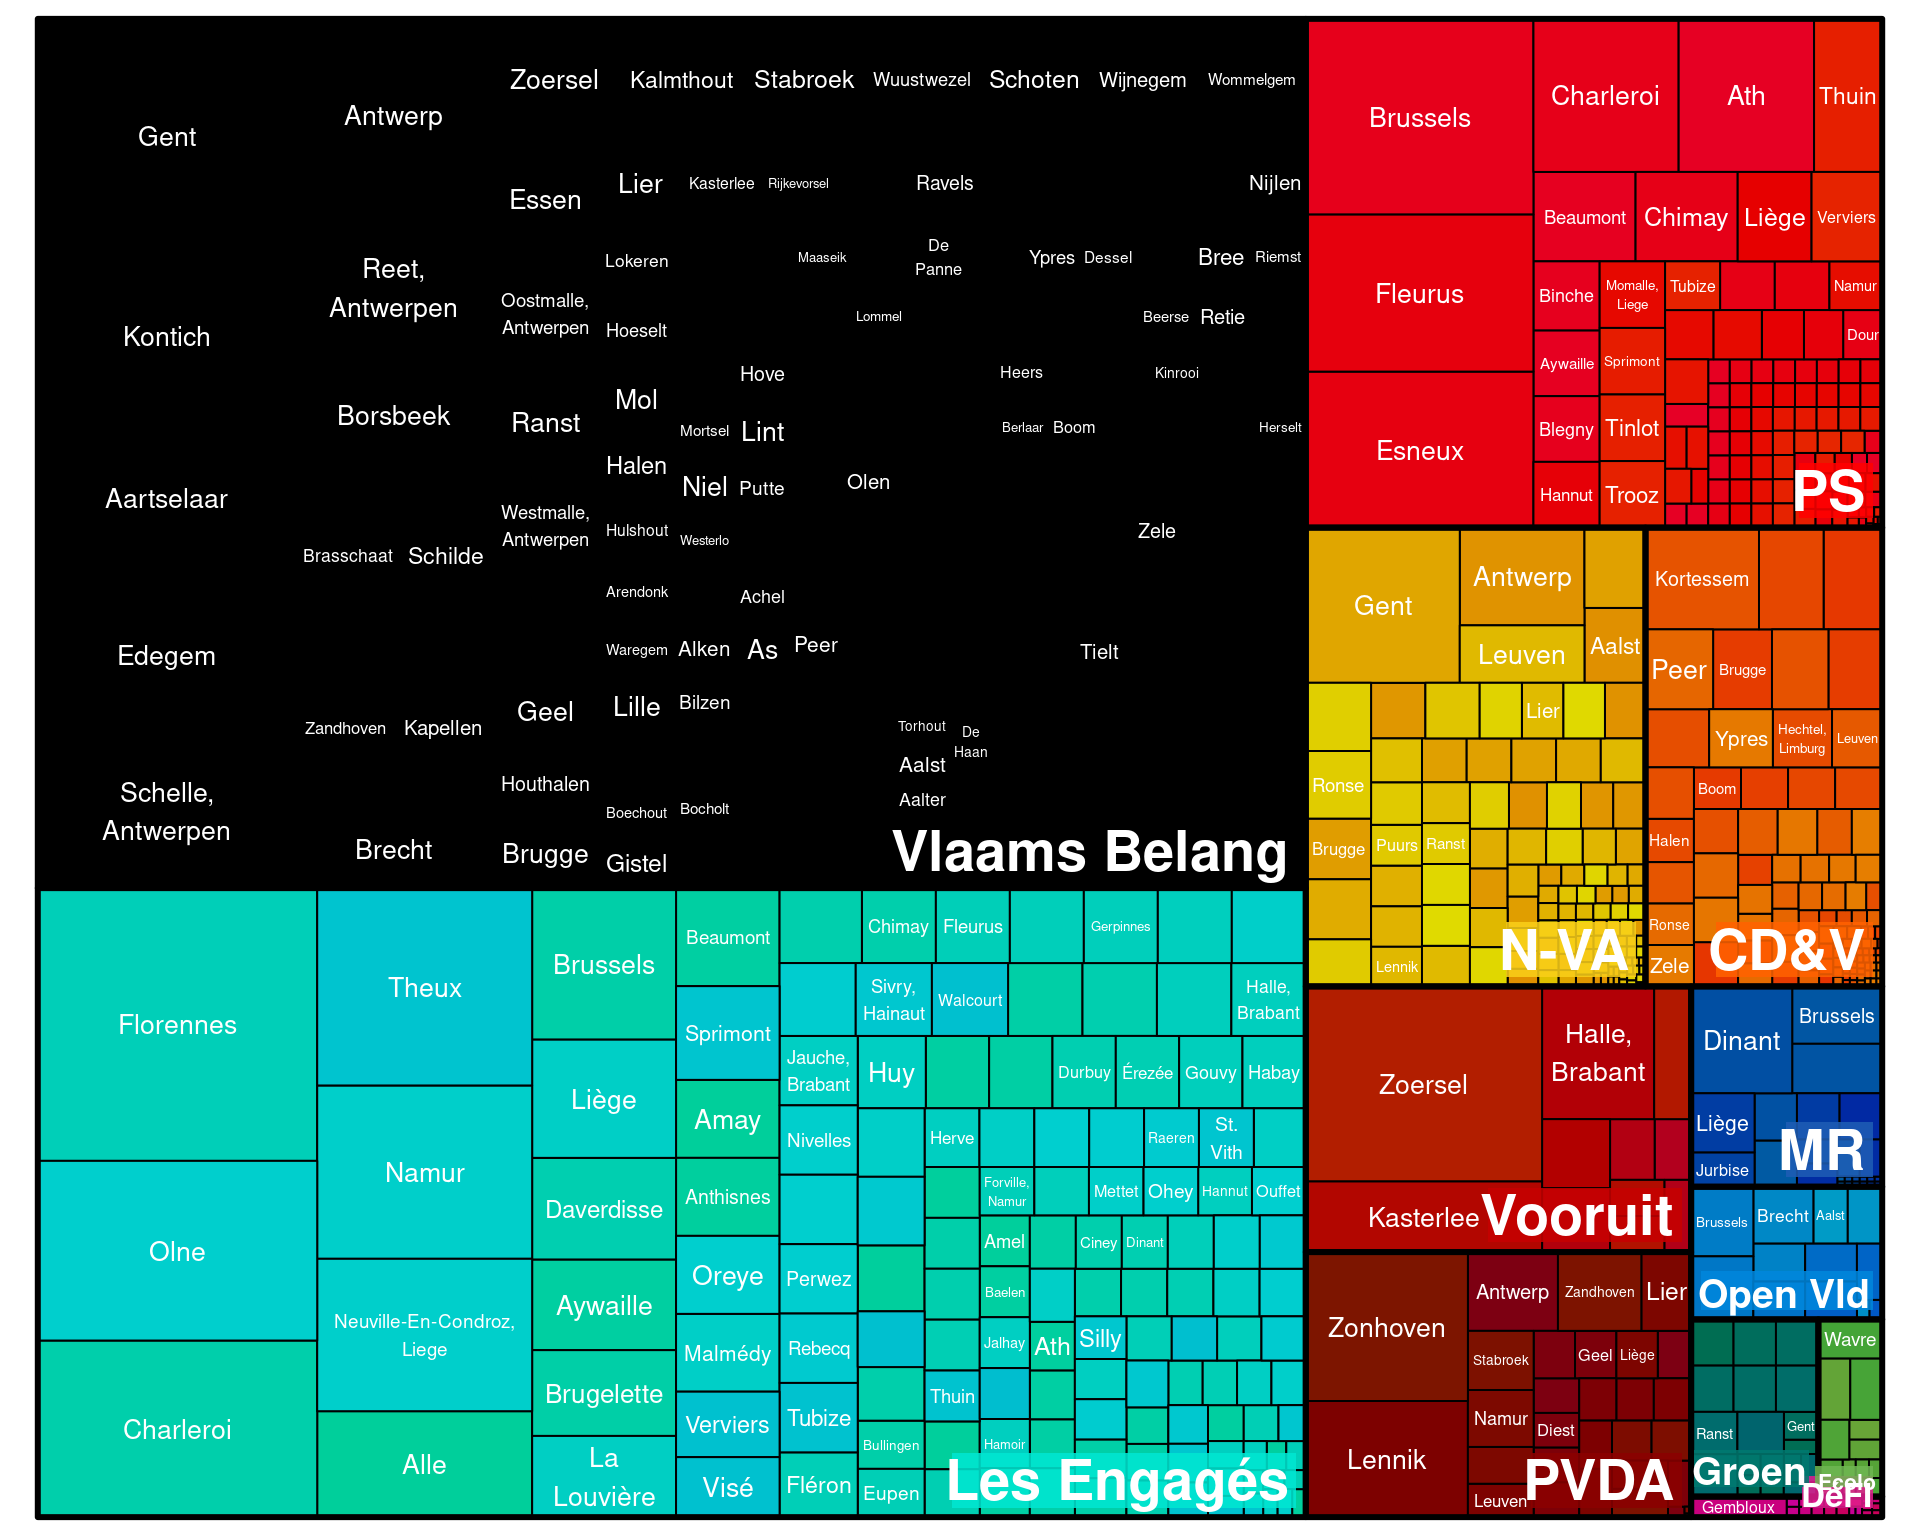 Zoersel Kalmthout Stabroek Wuustwezel Schoten Wijnegem Wommelgem
Antwerp
Gent
Lier Kasterlee Rijkevorsel Ravels Nijlen
Essen
De
Panne
Lokeren Maaseik Ypres Dessel Bree Riemst
Reet,
Antwerpen
Oostmalle,
Antwerpen
Hoeselt Lommel Beerse Retie
Kontich
Hove Heers Kinrooi
Mol
Borsbeek Ranst Mortsel Lint Berlaar Boom Herselt
Halen
Aartselaar Niel Putte Olen
Westmalle,
Antwerpen
Hulshout Westerlo Zele
Brasschaat Schilde
Arendonk Achel
Edegem Waregem Alken As Peer Tielt
Geel Lille Bilzen
Zandhoven Kapellen Torhout
De
Haan
Aalst
Houthalen
Schelle,
Antwerpen
Boechout Bocholt Aalter
Brecht Brugge Gistel
Vlaams Belang
Brussels Charleroi Ath Thuin
Beaumont Chimay Liège Verviers
Fleurus Binche
Momalle,
Liege
Tubize Namur
Dour
Aywaille Sprimont
Esneux Blegny Tinlot
Hannut Trooz
PS
Gent Antwerp
Leuven Aalst
Lier
Ronse
Brugge Puurs Ranst
Lennik
N-VA
Kortessem
Peer Brugge
Ypres
Hechtel,
Limburg
Leuven
Boom
Halen
Ronse
Zele
CD&V
Florennes
Theux
Brussels
Beaumont Chimay Fleurus Gerpinnes
Sprimont
Sivry,
Hainaut
Walcourt
Halle,
Brabant
Liège
Amay
Jauche,
Brabant
Huy Durbuy Érezée Gouvy Habay
Nivelles Herve Raeren
St.
Vith
Namur
Anthisnes
Forville,
Namur
Mettet Ohey Hannut Ouffet
Olne
Daverdisse
Oreye Perwez Amel Ciney Dinant
Baelen
Aywaille
Neuville-En-Condroz,
Liege
Malmédy Rebecq Jalhay Ath Silly
Charleroi
Brugelette
Verviers Tubize Thuin
Alle
La
Louvière
Visé Fléron Bullingen Hamoir
Eupen
Les Engagés
Zoersel
Halle,
Brabant
Kasterlee
Vooruit
Dinant Brussels
Liège
Jurbise
MR
Brussels Brecht Aalst
Open Vld
Zonhoven Antwerp Zandhoven Lier
Stabroek Geel Liège
Lennik Namur Diest
Leuven
PVDA
Ranst Gent
Groen
Wavre
Ecolo
Gembloux
DéFI